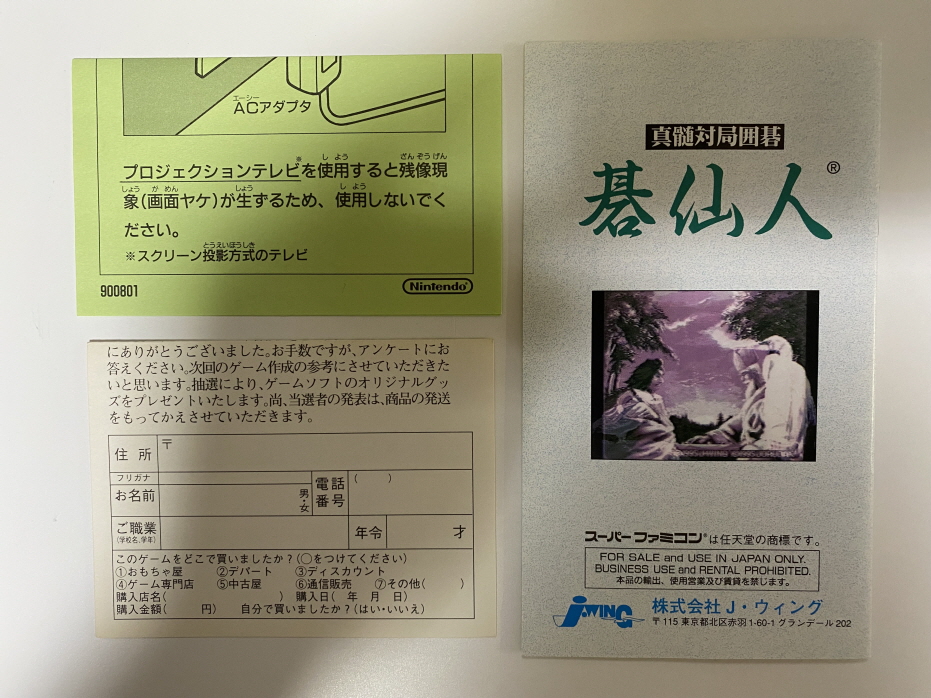 エーシー
ACアダプタ
プロジェクションテレビ※を使用すると残像現
象(画面ヤケ)が生ずるため、使用しないでく
ださい。
※スクリーン投影方式のテレビ
900801
Nintendo
にありがとうございました。お手数ですが、アンケートにお
答えください。次回のゲーム作成の参考にさせていただきた
いと思います。抽選により、ゲームソフトのオリジナルグッ
ズをプレゼントいたします。尚、当選者の発表は、商品の発送
をもってかえさせていただきます。
住所 〒
フリガナ
お名前 男・女 電話番号 ( )
ご職業 (学校名,学年) 年令 才
このゲームをどこで買いましたか?(○をつけてください)
①おもちゃ屋 ②デパート ③ディスカウント
④ゲーム専門店 ⑤中古屋 ⑥通信販売 ⑦その他( )
購入店名( ) 購入日( 年 月 日)
購入金額( 円) 自分で買いましたか?(はい・いいえ)
真髄対局囲碁
碁仙人®
スーパーファミコン®は任天堂の商標です。
FOR SALE and USE IN JAPAN ONLY.
BUSINESS USE and RENTAL PROHIBITED.
本品の輸出、使用営業及び賃貸を禁じます。
J・WING 株式会社J・ウィング
〒115 東京都北区赤羽1-60-1グランデール202